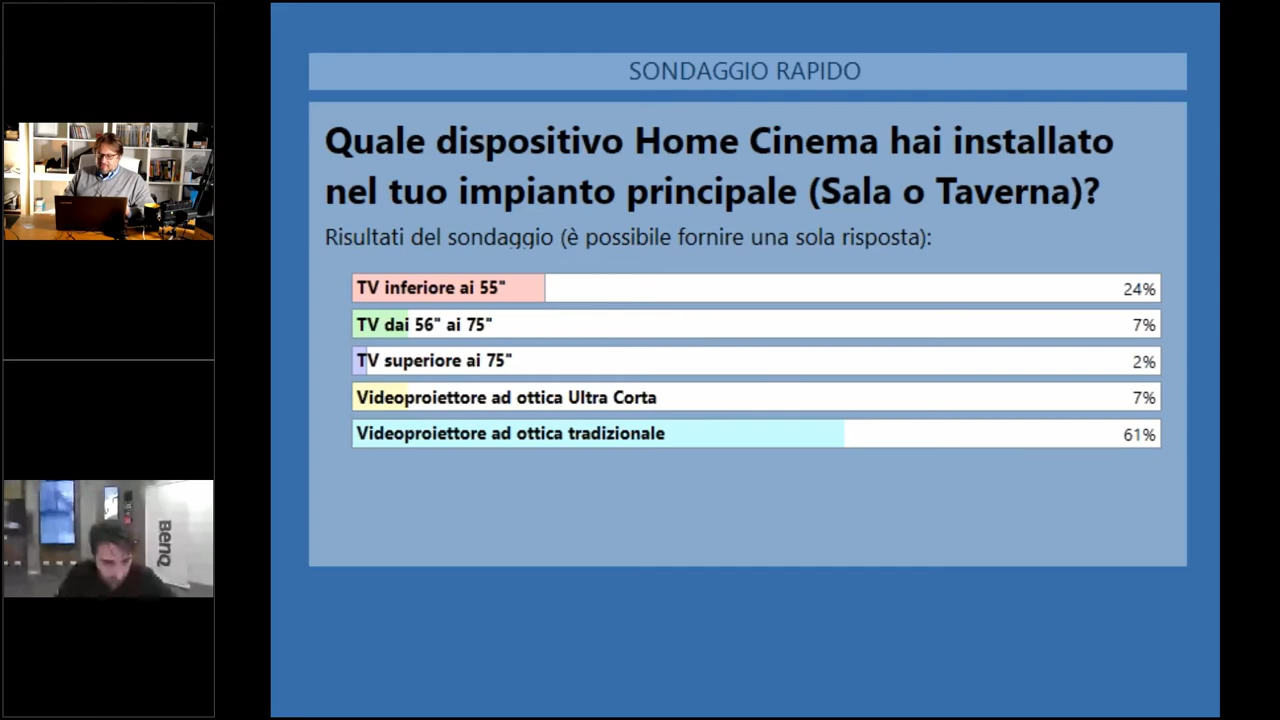 SONDAGGIO RAPIDO
Quale dispositivo Home Cinema hai installato
nel tuo impianto principale (Sala o Taverna)?
Risultati del sondaggio (è possibile fornire una sola risposta):
TV inferiore ai 55" 24%
TV dai 56" ai 75" 7%
TV superiore ai 75" 2%
Videoproiettore ad ottica Ultra Corta 7%
Videoproiettore ad ottica tradizionale 61%
BenQ